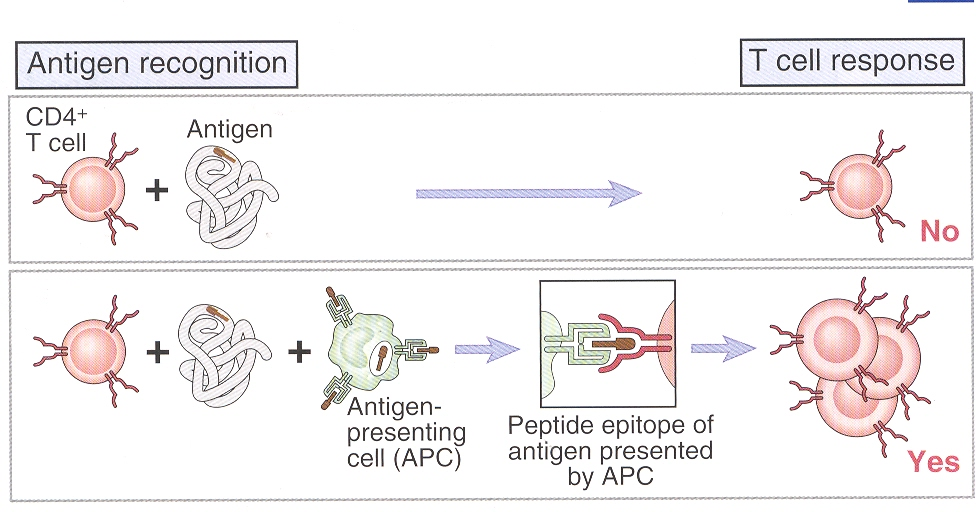 Antigen recognition
T cell response
CD4+
T cell
Antigen
No
Antigen-
presenting
cell (APC)
Peptide epitope of
antigen presented
by APC
Yes